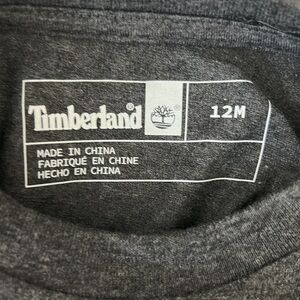 Timberland® 12M
MADE IN CHINA
FABRIQUÉ EN CHINE
HECHO EN CHINA